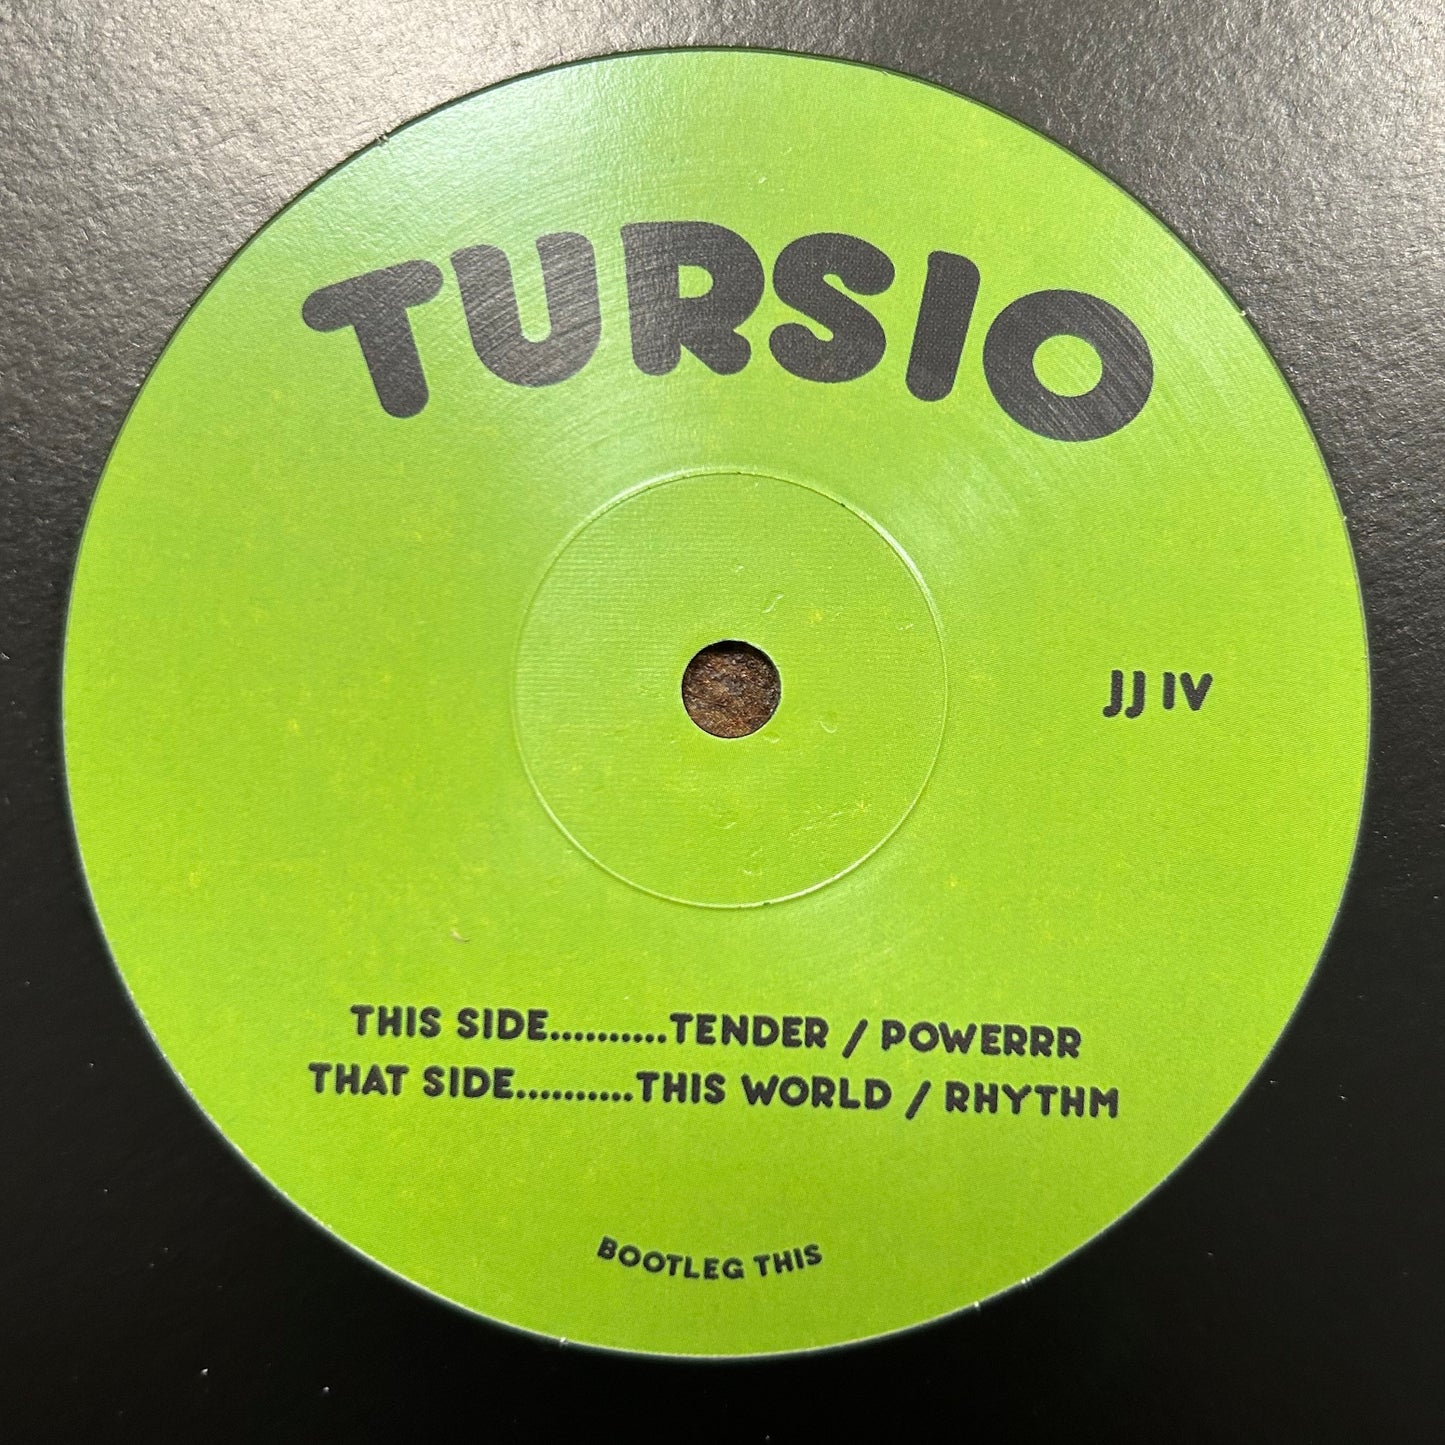 TURSIO
JJ IV
THIS SIDE..........TENDER / POWERRR
THAT SIDE..........THIS WORLD / RHYTHM
BOOTLEG THIS